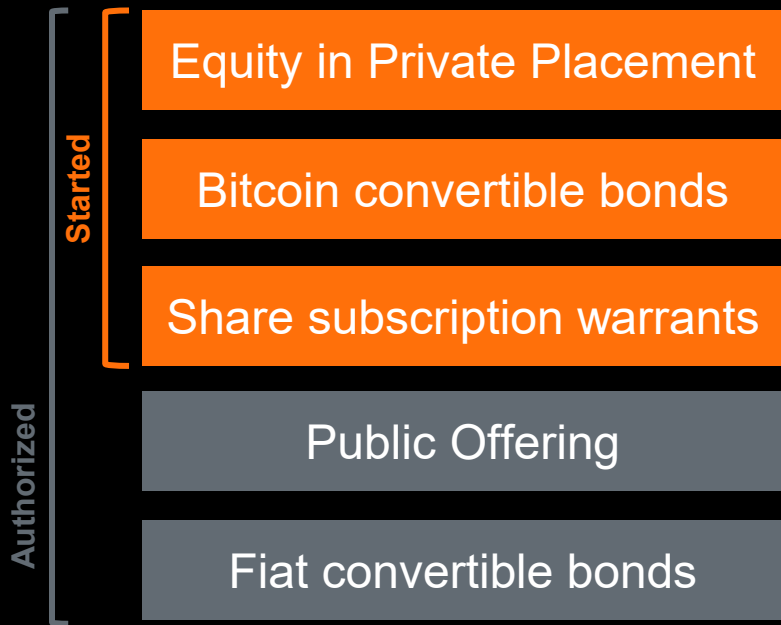 Authorized
Started
Equity in Private Placement
Bitcoin convertible bonds
Share subscription warrants
Public Offering
Fiat convertible bonds